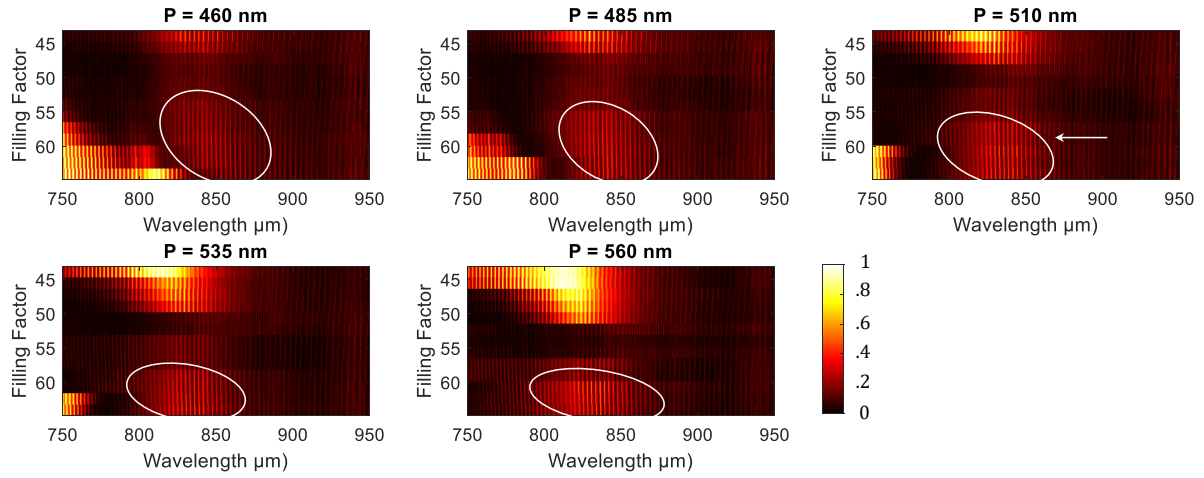 P = 460 nm
P = 485 nm
P = 510 nm
Filling Factor
45
50
55
60
750 800 850 900 950
Wavelength µm)
Filling Factor
45
50
55
60
750 800 850 900 950
Wavelength µm)
Filling Factor
45
50
55
60
750 800 850 900 950
Wavelength µm)
P = 535 nm
P = 560 nm
Filling Factor
45
50
55
60
750 800 850 900 950
Wavelength µm)
Filling Factor
45
50
55
60
750 800 850 900 950
Wavelength µm)
1
.8
.6
.4
.2
0